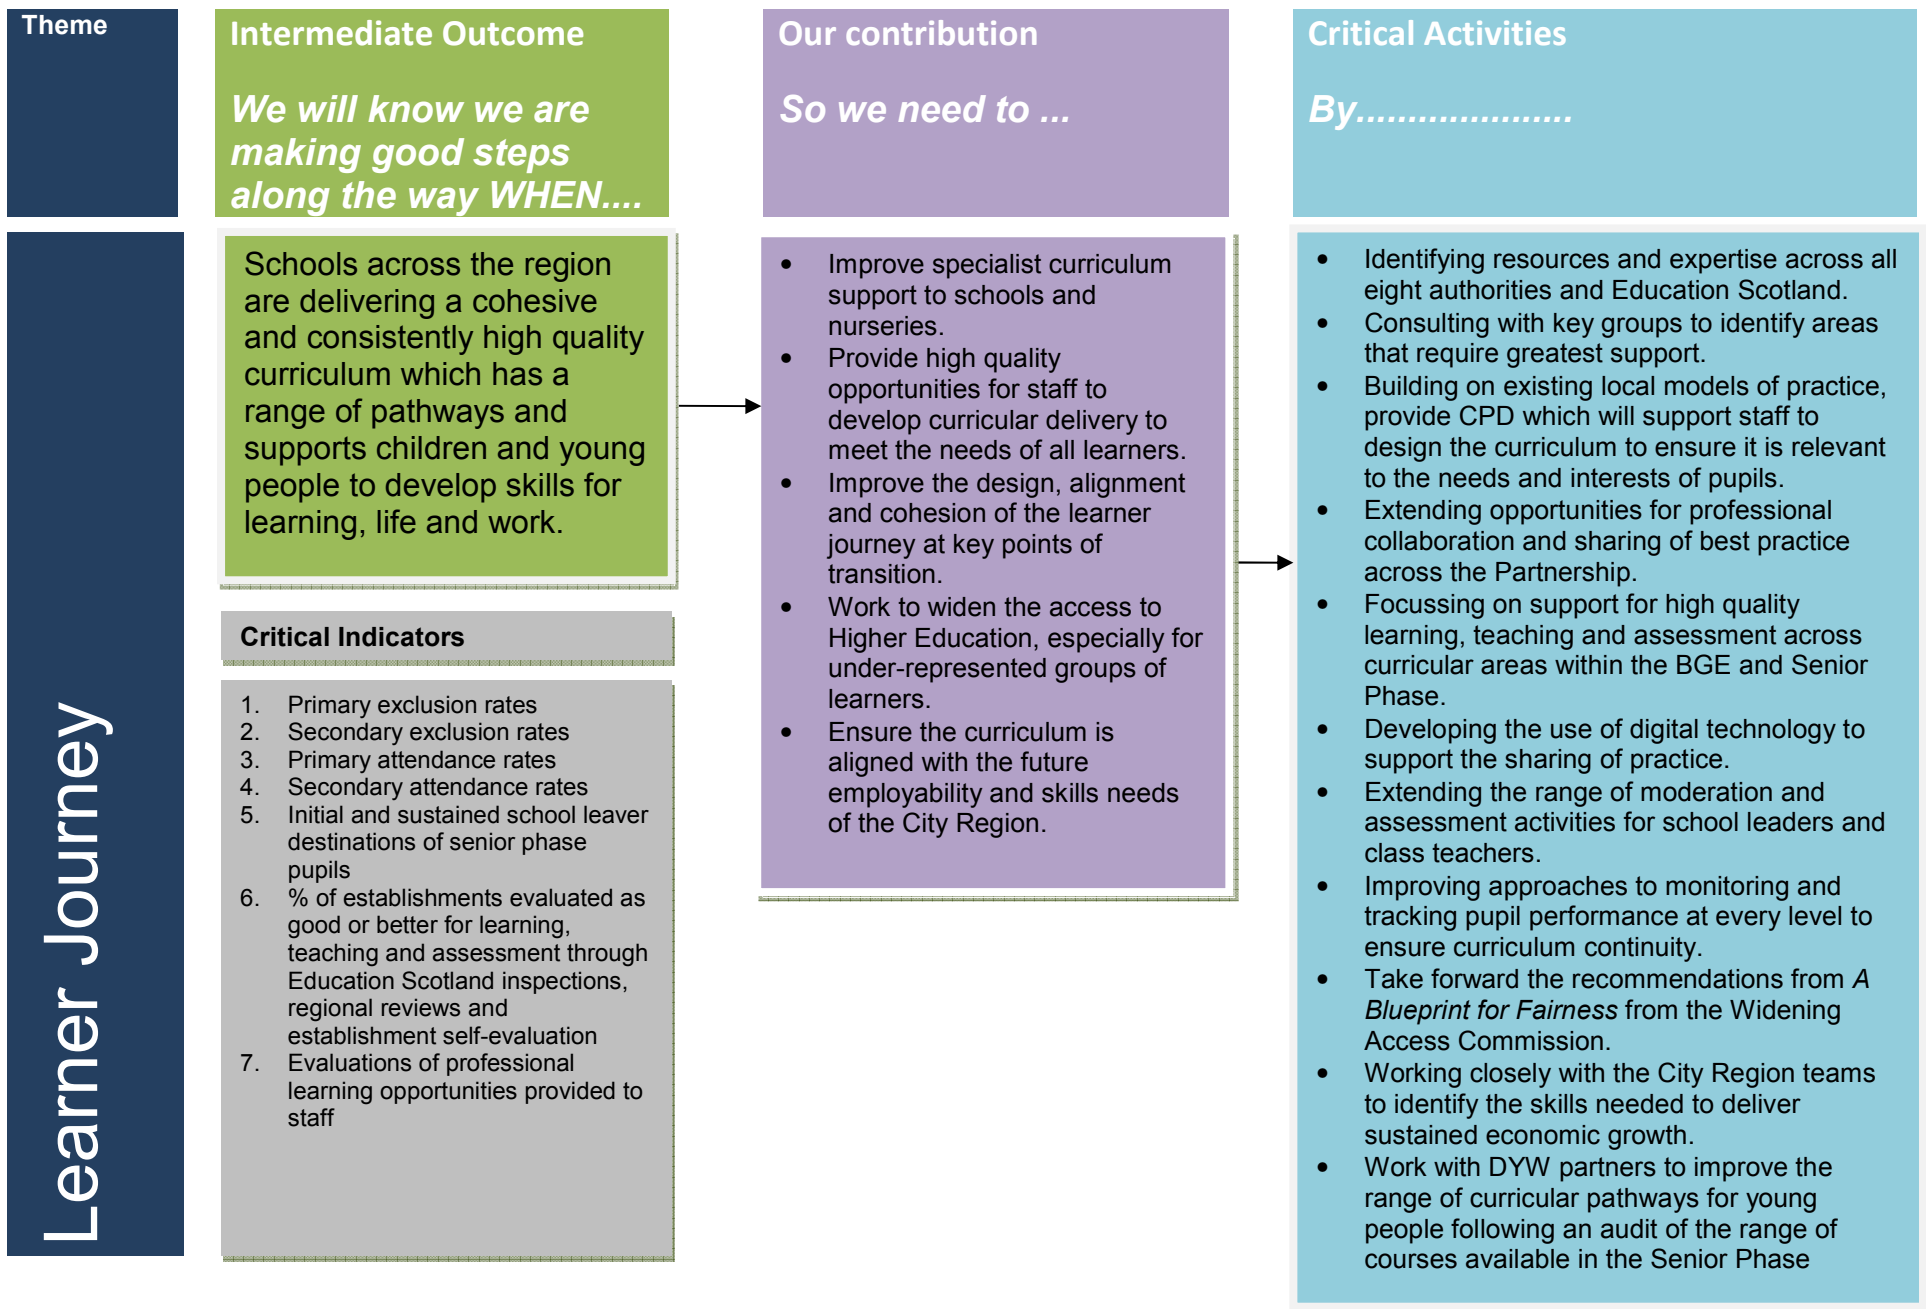 Theme
Intermediate Outcome
We will know we are
making good steps
along the way WHEN....
Our contribution
So we need to ...
Critical Activities
By.....................
Learner Journey
Schools across the region
are delivering a cohesive
and consistently high quality
curriculum which has a
range of pathways and
supports children and young
people to develop skills for
learning, life and work.
Critical Indicators
1. Primary exclusion rates
2. Secondary exclusion rates
3. Primary attendance rates
4. Secondary attendance rates
5. Initial and sustained school leaver
destinations of senior phase
pupils
6. % of establishments evaluated as
good or better for learning,
teaching and assessment through
Education Scotland inspections,
regional reviews and
establishment self-evaluation
7. Evaluations of professional
learning opportunities provided to
staff
• Improve specialist curriculum
support to schools and
nurseries.
• Provide high quality
opportunities for staff to
develop curricular delivery to
meet the needs of all learners.
• Improve the design, alignment
and cohesion of the learner
journey at key points of
transition.
• Work to widen the access to
Higher Education, especially for
under-represented groups of
learners.
• Ensure the curriculum is
aligned with the future
employability and skills needs
of the City Region.
• Identifying resources and expertise across all
eight authorities and Education Scotland.
• Consulting with key groups to identify areas
that require greatest support.
• Building on existing local models of practice,
provide CPD which will support staff to
design the curriculum to ensure it is relevant
to the needs and interests of pupils.
• Extending opportunities for professional
collaboration and sharing of best practice
across the Partnership.
• Focussing on support for high quality
learning, teaching and assessment across
curricular areas within the BGE and Senior
Phase.
• Developing the use of digital technology to
support the sharing of practice.
• Extending the range of moderation and
assessment activities for school leaders and
class teachers.
• Improving approaches to monitoring and
tracking pupil performance at every level to
ensure curriculum continuity.
• Take forward the recommendations from A
Blueprint for Fairness from the Widening
Access Commission.
• Working closely with the City Region teams
to identify the skills needed to deliver
sustained economic growth.
• Work with DYW partners to improve the
range of curricular pathways for young
people following an audit of the range of
courses available in the Senior Phase